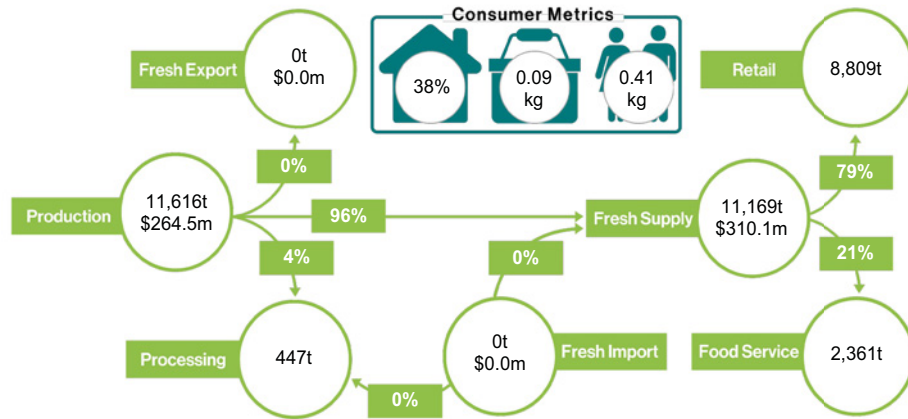 Consumer Metrics
Fresh Export
0t
$0.0m
38%
0.09
kg
0.41
kg
Retail
8,809t
0%
79%
Production
11,616t
$264.5m
96%
Fresh Supply
11,169t
$310.1m
4%
0%
21%
Processing
447t
0t
$0.0m
Fresh Import
Food Service
2,361t
0%